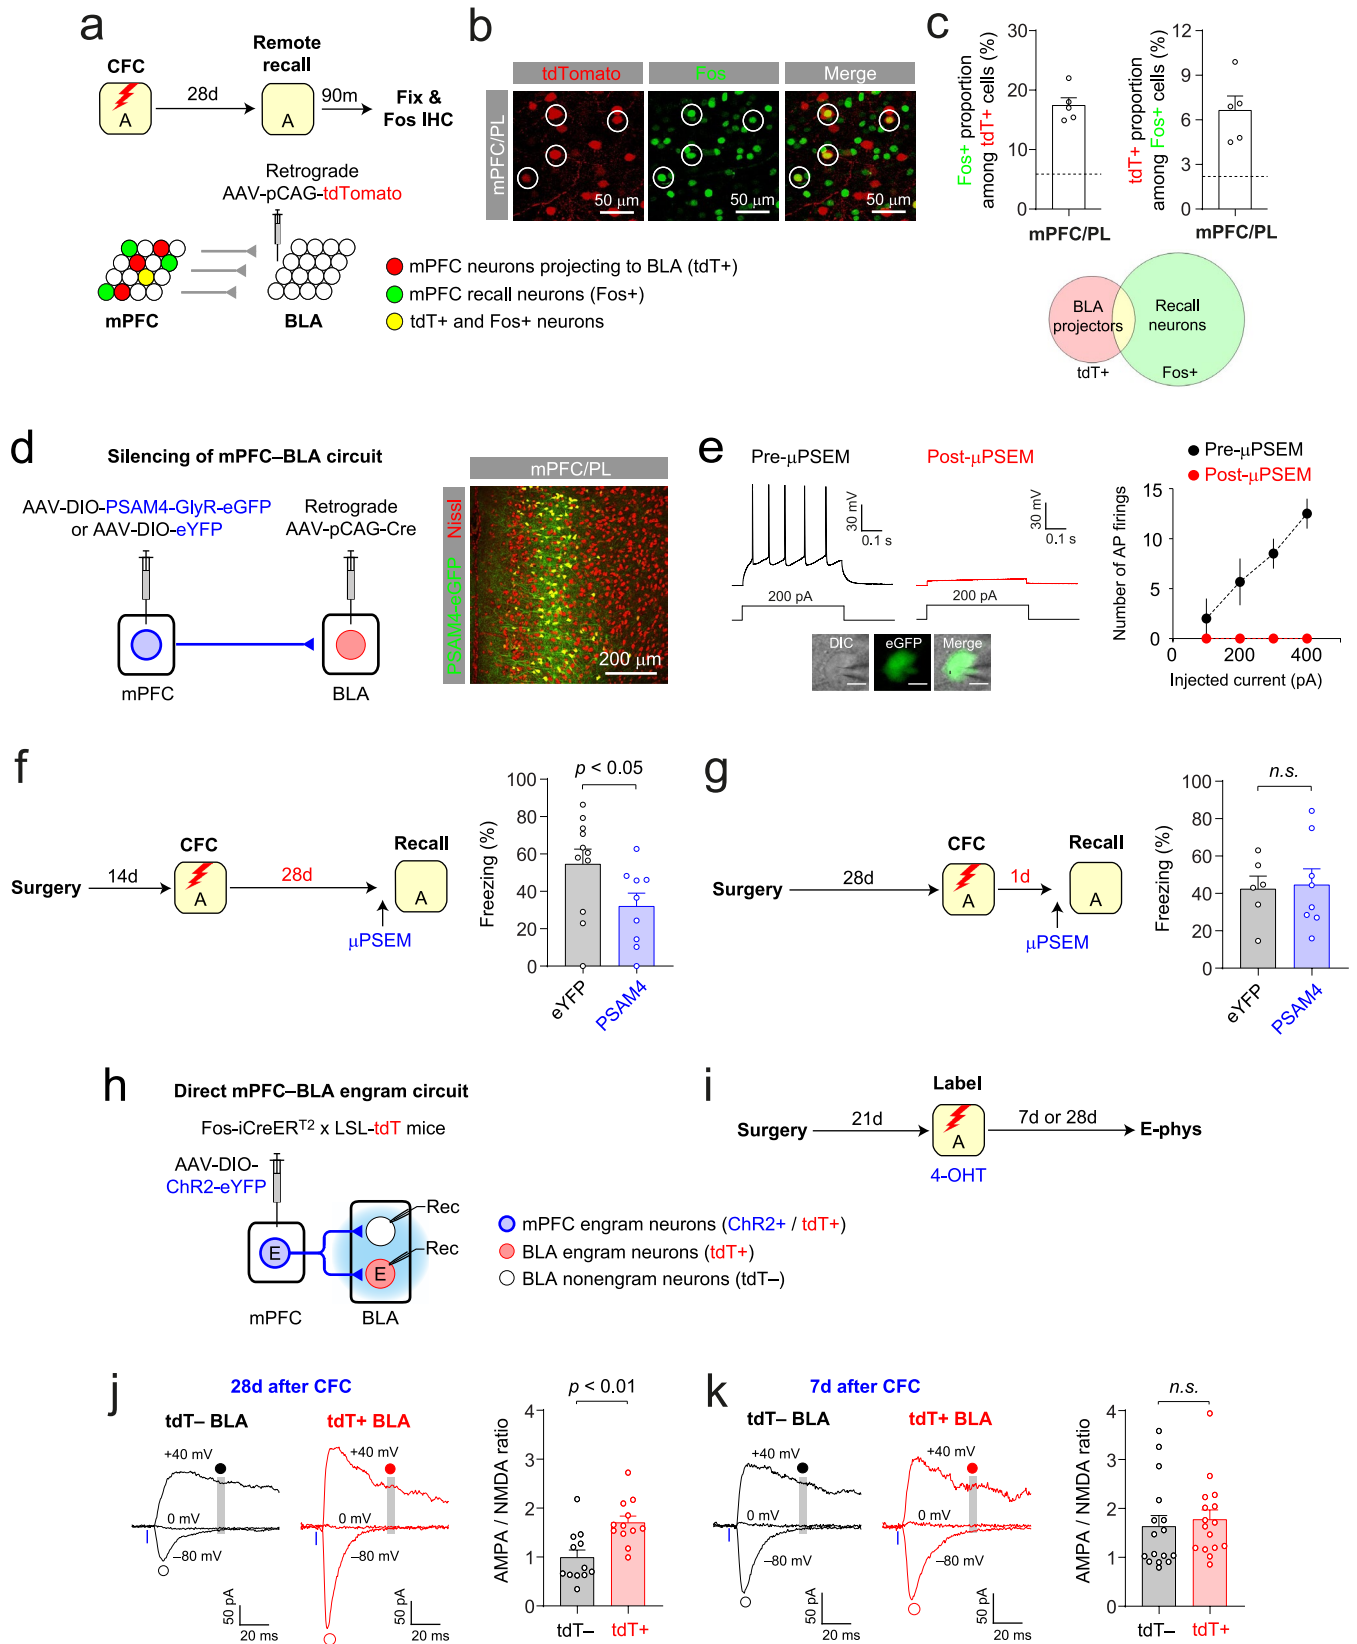 a
CFC
A
28d
Remote
recall
A
90m
Fix &
Fos IHC
Retrograde
AAV-pCAG-tdTomato
mPFC
BLA
mPFC neurons projecting to BLA (tdT+)
mPFC recall neurons (Fos+)
tdT+ and Fos+ neurons
b
tdTomato
Fos
Merge
mPFC/PL
50 μm
50 μm
50 μm
c
Fos+ proportion
among tdT+ cells (%)
30
20
10
0
mPFC/PL
tdT+ proportion
among Fos+ cells (%)
12
9
6
3
0
mPFC/PL
BLA
projectors
Recall
neurons
tdT+
Fos+
d
Silencing of mPFC–BLA circuit
AAV-DIO-PSAM4-GlyR-eGFP
or AAV-DIO-eYFP
Retrograde
AAV-pCAG-Cre
mPFC
BLA
mPFC/PL
PSAM4-eGFP Nissl
200 μm
e
Pre-μPSEM
Post-μPSEM
30 mV
0.1 s
30 mV
0.1 s
200 pA
200 pA
DIC
eGFP
Merge
Pre-μPSEM
Post-μPSEM
Number of AP firings
15
10
5
0
0
200
400
Injected current (pA)
f
Surgery
14d
CFC
A
28d
μPSEM
Recall
A
Freezing (%)
100
80
60
40
20
0
p < 0.05
eYFP
PSAM4
g
Surgery
28d
CFC
A
1d
μPSEM
Recall
A
Freezing (%)
100
80
60
40
20
0
n.s.
eYFP
PSAM4
h
Direct mPFC–BLA engram circuit
Fos-iCreERT2 x LSL-tdT mice
AAV-DIO-
ChR2-eYFP
E
mPFC
Rec
Rec
E
BLA
mPFC engram neurons (ChR2+ / tdT+)
BLA engram neurons (tdT+)
BLA nonengram neurons (tdT–)
i
Surgery
21d
Label
A
4-OHT
7d or 28d
E-phys
j
28d after CFC
tdT– BLA
tdT+ BLA
+40 mV
0 mV
–80 mV
50 pA
20 ms
+40 mV
0 mV
–80 mV
50 pA
20 ms
AMPA / NMDA ratio
4
3
2
1
0
p < 0.01
tdT–
tdT+
k
7d after CFC
tdT– BLA
tdT+ BLA
+40 mV
0 mV
–80 mV
50 pA
20 ms
+40 mV
0 mV
–80 mV
50 pA
20 ms
AMPA / NMDA ratio
4
3
2
1
0
n.s.
tdT–
tdT+